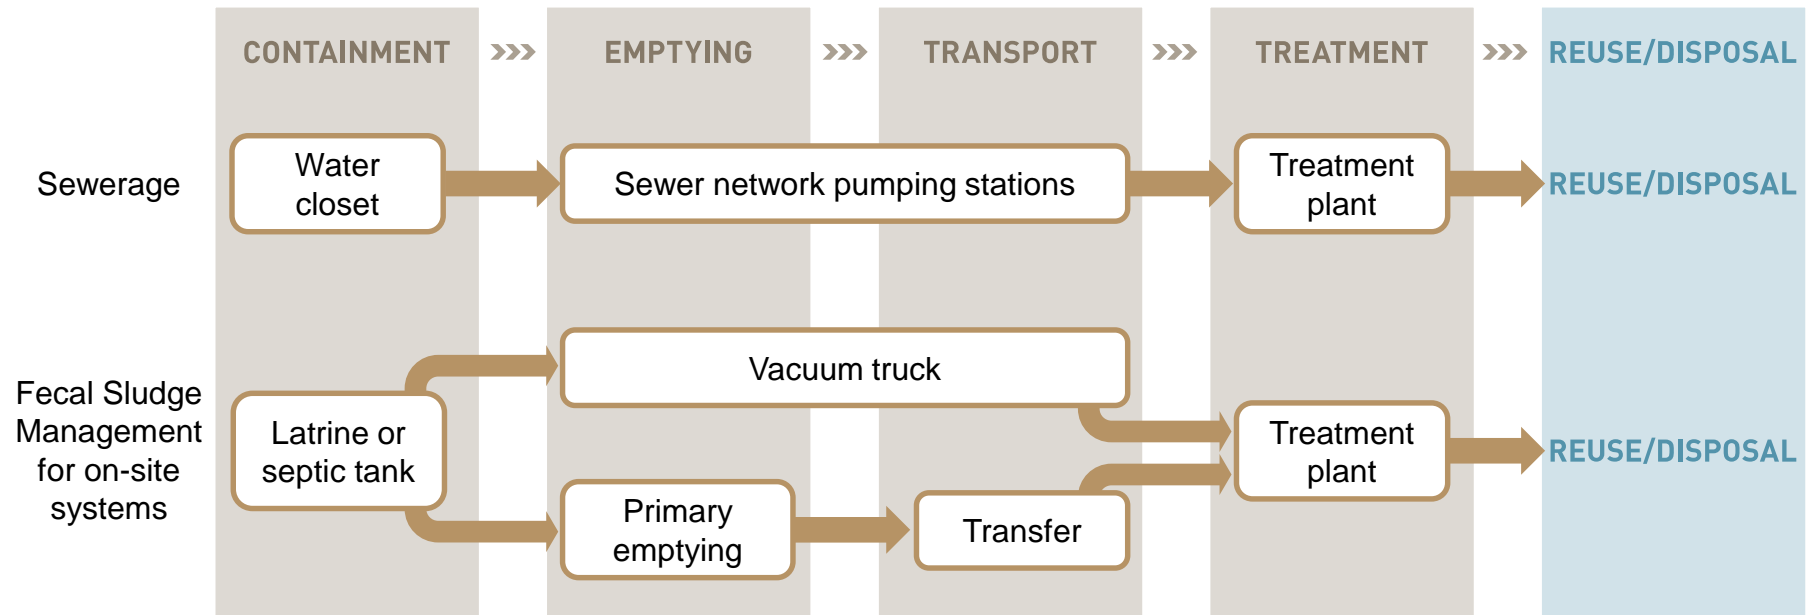 CONTAINMENT >>> EMPTYING >>> TRANSPORT >>> TREATMENT >>> REUSE/DISPOSAL
Sewerage
Water
closet
Sewer network pumping stations
Treatment
plant
REUSE/DISPOSAL
Fecal Sludge
Management
for on-site
systems
Latrine or
septic tank
Vacuum truck
Primary
emptying
Transfer
Treatment
plant
REUSE/DISPOSAL